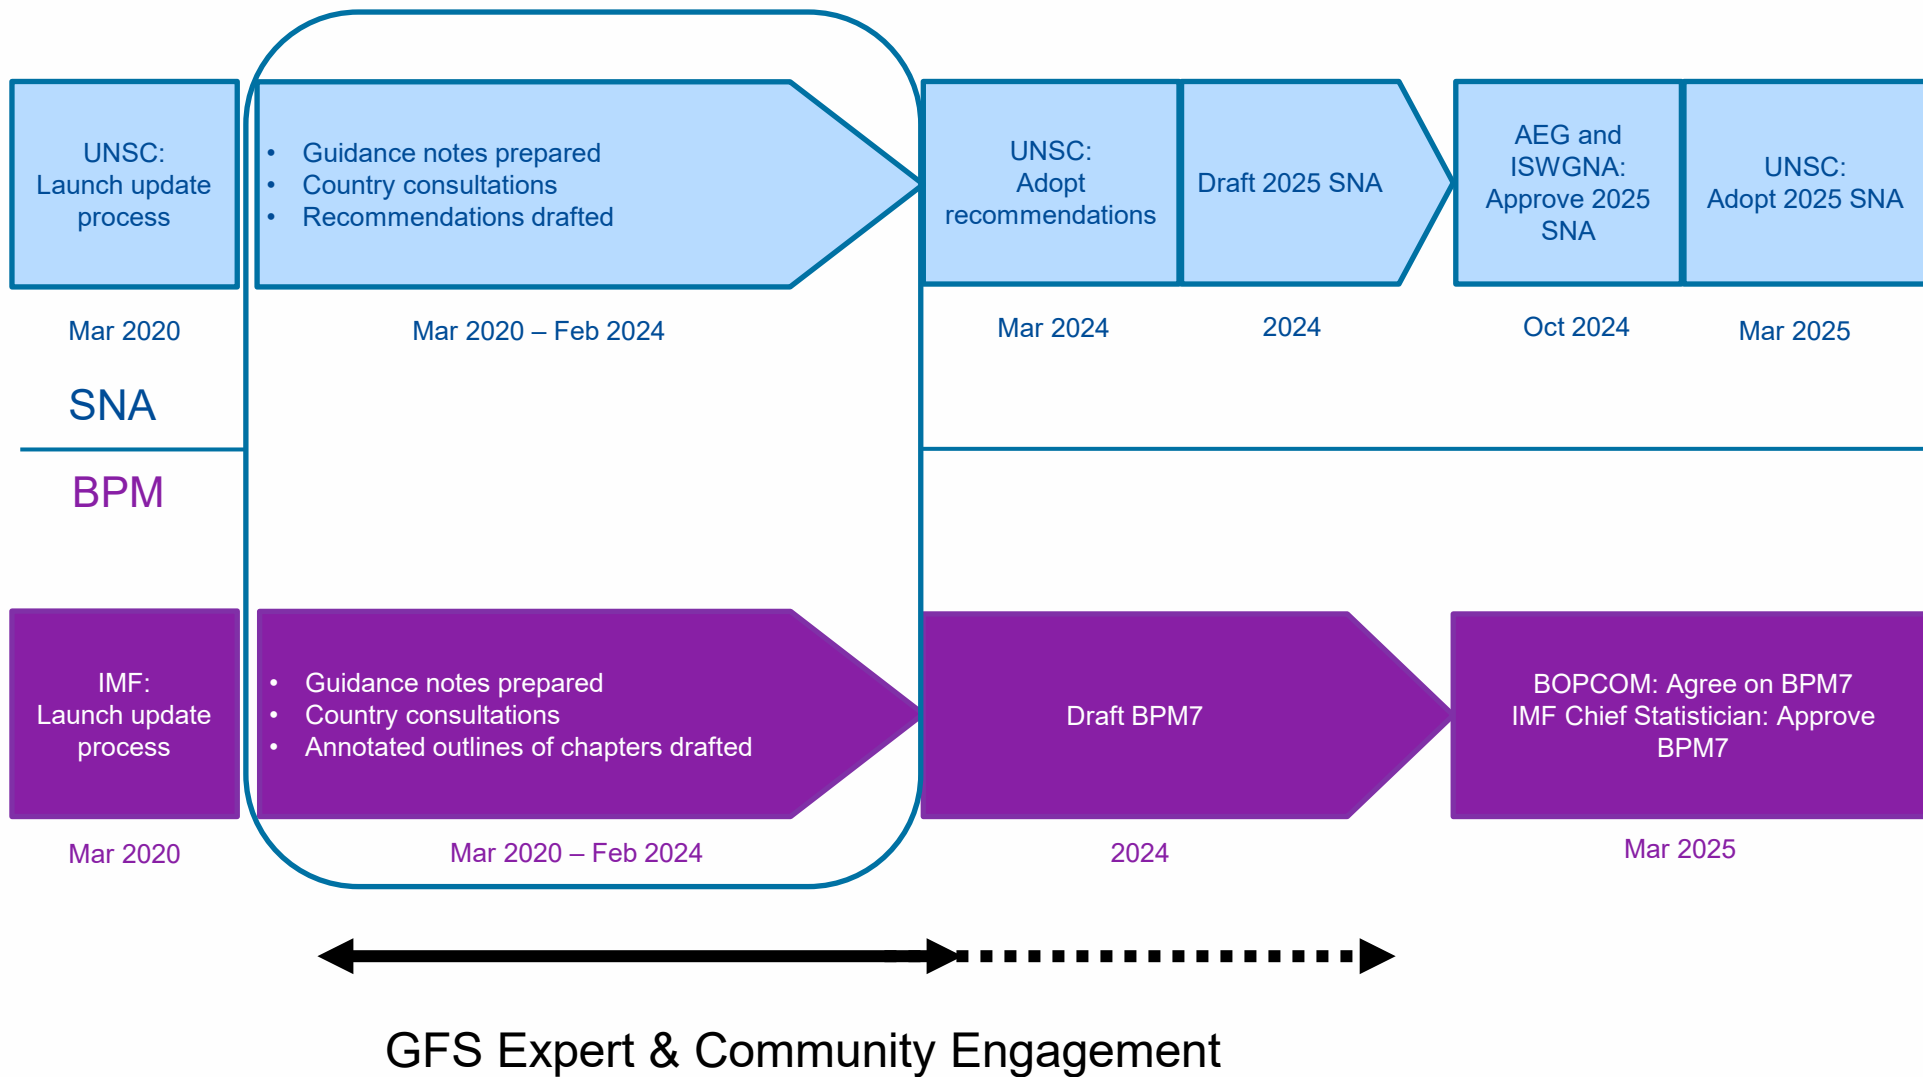 UNSC:
Launch update
process
• Guidance notes prepared
• Country consultations
• Recommendations drafted
UNSC:
Adopt
recommendations
Draft 2025 SNA
AEG and
ISWGNA:
Approve 2025
SNA
UNSC:
Adopt 2025 SNA
Mar 2020
Mar 2020 – Feb 2024
Mar 2024
2024
Oct 2024
Mar 2025
SNA
BPM
IMF:
Launch update
process
• Guidance notes prepared
• Country consultations
• Annotated outlines of chapters drafted
Draft BPM7
BOPCOM: Agree on BPM7
IMF Chief Statistician: Approve
BPM7
Mar 2020
Mar 2020 – Feb 2024
2024
Mar 2025
GFS Expert & Community Engagement